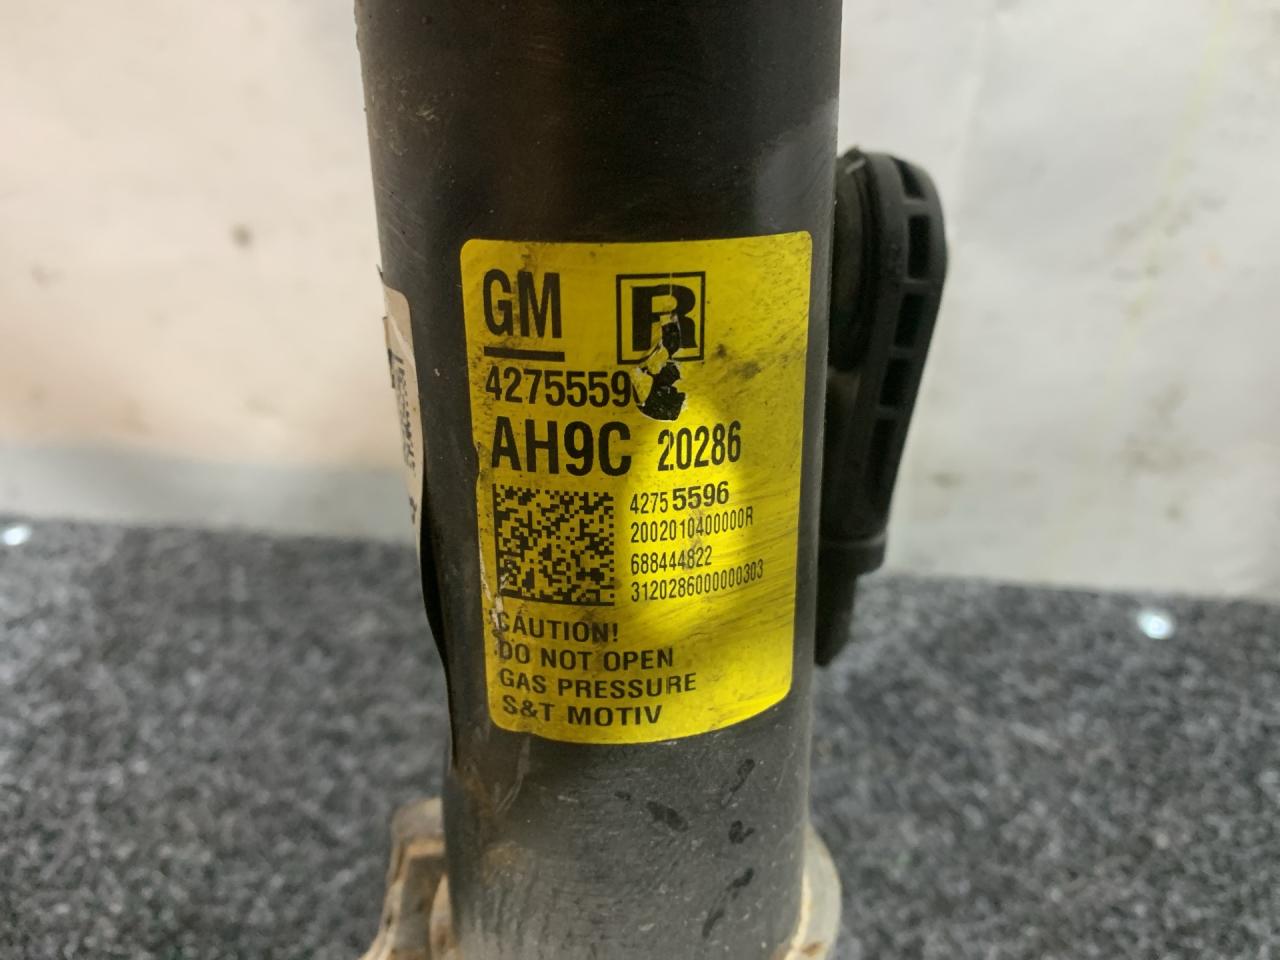 GM R
4275559
AH9C 20286
42755596
2002010400000R
688444822
3120286000000303
CAUTION!
DO NOT OPEN
GAS PRESSURE
S&T MOTIV